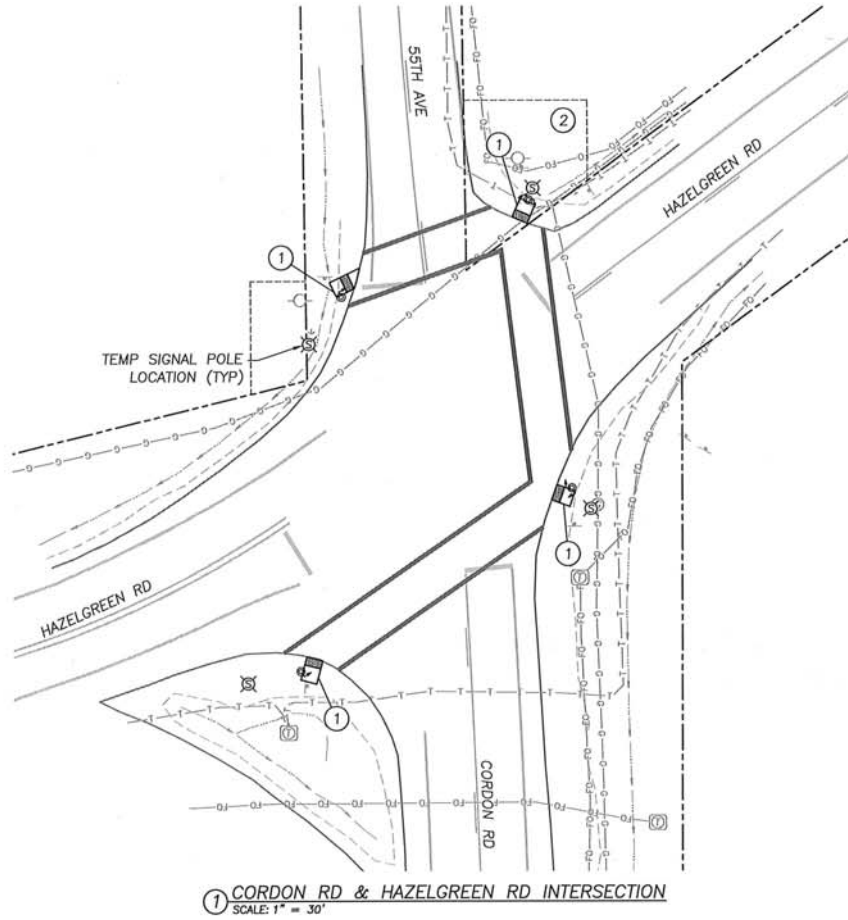 55TH AVE
2
1
HAZELGREEN RD
1
TEMP SIGNAL POLE
LOCATION (TYP)
S
S
S
1
T
HAZELGREEN RD
S
1
T
CORDON RD
T
1 CORDON RD & HAZELGREEN RD INTERSECTION
SCALE: 1" = 30'